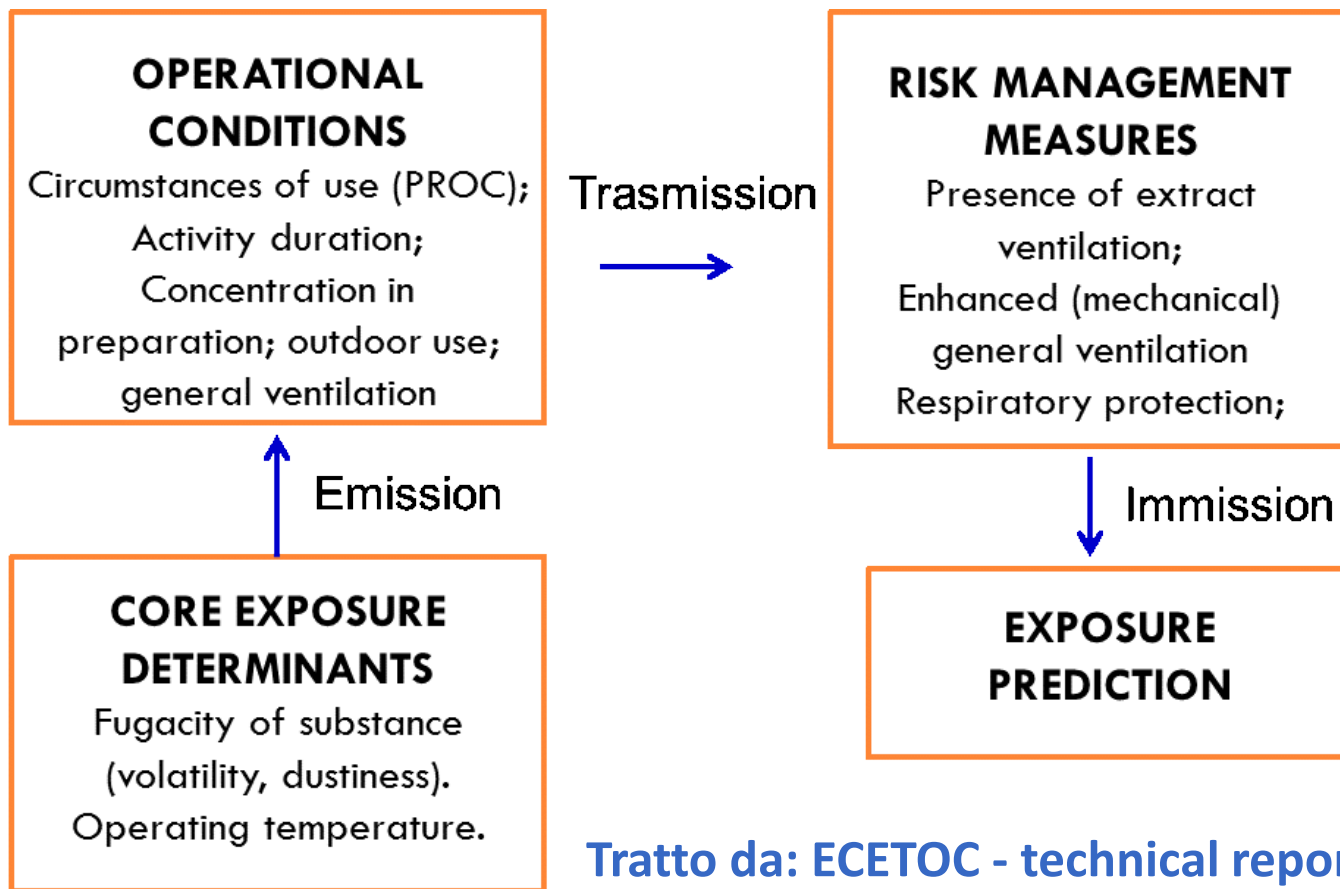 OPERATIONAL
CONDITIONS
Circumstances of use (PROC);
Activity duration;
Concentration in
preparation; outdoor use;
general ventilation
Trasmission
RISK MANAGEMENT
MEASURES
Presence of extract
ventilation;
Enhanced (mechanical)
general ventilation
Respiratory protection;
Emission
Immission
CORE EXPOSURE
DETERMINANTS
Fugacity of substance
(volatility, dustiness).
Operating temperature.
EXPOSURE
PREDICTION
Tratto da: ECETOC - technical